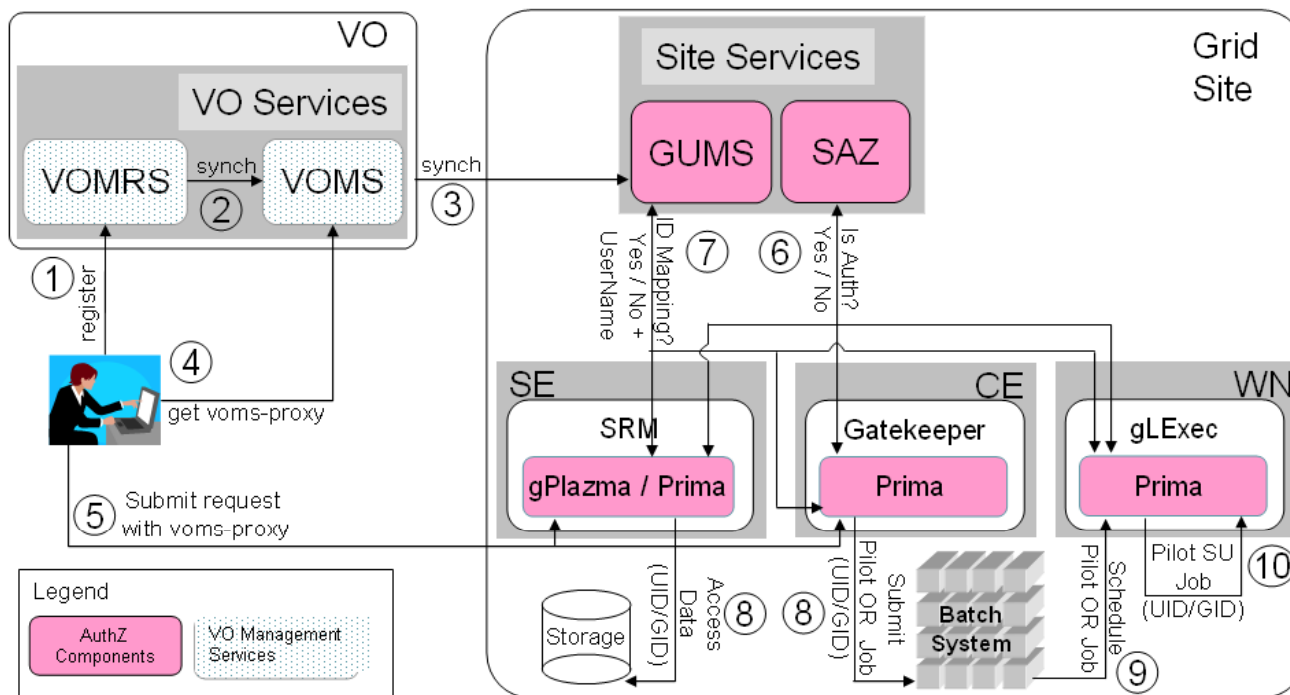 VO
VO Services
VOMRS
synch
2
VOMS
synch
3
Grid
Site
Site Services
GUMS
SAZ
1
register
4
get voms-proxy
5
Submit request
with voms-proxy
ID Mapping?
Yes / No +
UserName
7
6
Is Auth?
Yes / No
SE
SRM
gPlazma / Prima
CE
Gatekeeper
Prima
WN
gLExec
Prima
Storage
Access
Data
(UID/GID)
8
8
Submit
Pilot OR Job
(UID/GID)
Batch
System
Schedule
Pilot OR Job
9
Pilot SU
Job
(UID/GID)
10
Legend
AuthZ
Components
VO Management
Services